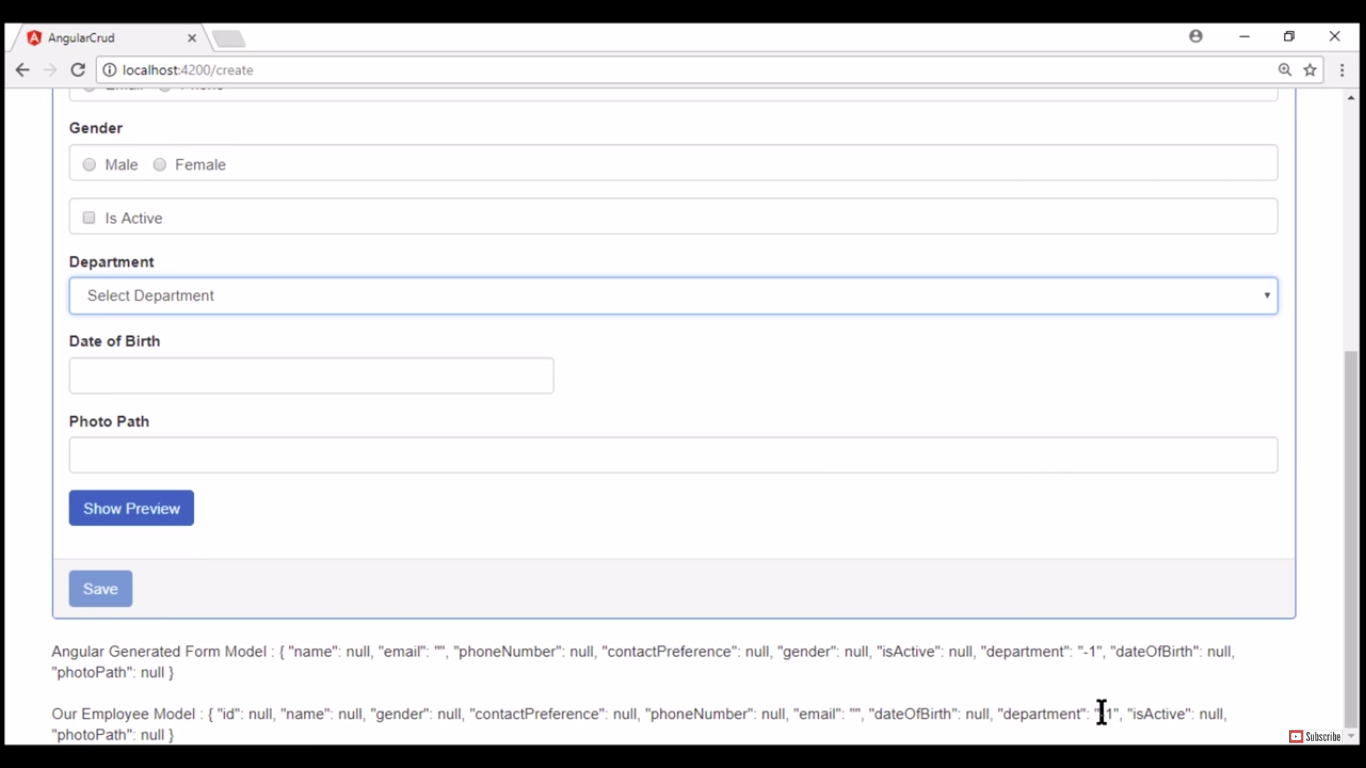 AngularCrud
localhost:4200/create
Email Phone
Gender
Male Female
Is Active
Department
Select Department
Date of Birth
Photo Path
Show Preview
Save
Angular Generated Form Model : { "name": null, "email": "", "phoneNumber": null, "contactPreference": null, "gender": null, "isActive": null, "department": "-1", "dateOfBirth": null,
"photoPath": null }
Our Employee Model : { "id": null, "name": null, "gender": null, "contactPreference": null, "phoneNumber": null, "email": "", "dateOfBirth": null, "department": "-1", "isActive": null,
"photoPath": null }
Subscribe